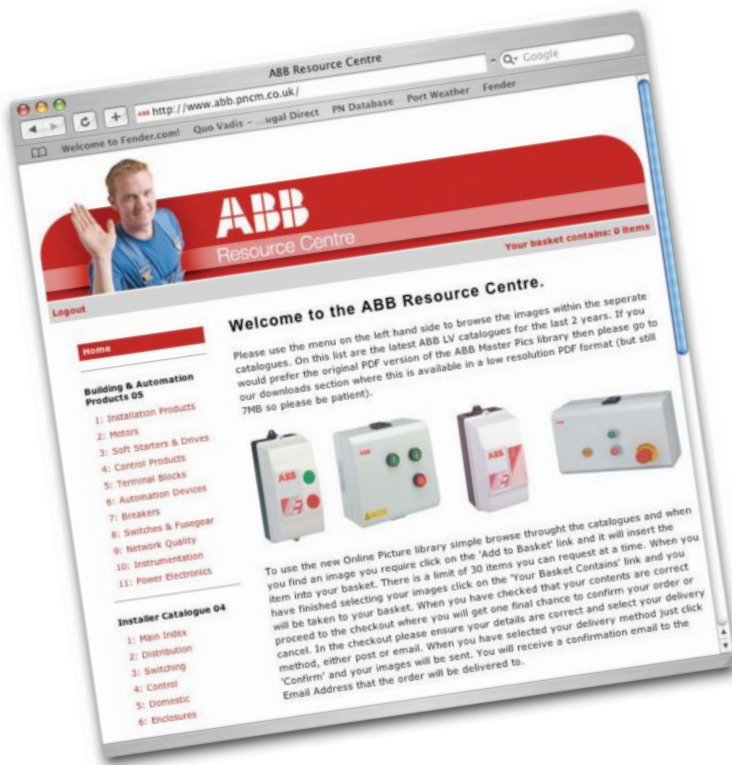 ABB Resource Centre
http://www.abb.pncm.co.uk/
Google
Welcome to Fender.com! Quo Vadis – ...ugal Direct PN Database Port Weather Fender
ABB
Resource Centre
Your basket contains: 0 items
Logout
Home
Building & Automation
Products 05
1: Installation Products
2: Motors
3: Soft Starters & Drives
4: Control Products
5: Terminal Blocks
6: Automation Devices
7: Breakers
8: Switches & Fusegear
9: Network Quality
10: Instrumentation
11: Power Electronics
Installer Catalogue 04
1: Main Index
2: Distribution
3: Switching
4: Control
5: Domestic
6: Enclosures
Welcome to the ABB Resource Centre.
Please use the menu on the left hand side to browse the images within the seperate
catalogues. On this list are the latest ABB LV catalogues for the last 2 years. If you
would prefer the original PDF version of the ABB Master Pics library then please go to
our downloads section where this is available in a low resolution PDF format (but still
7MB so please be patient).
ABB
ABB
ABB
ABB
To use the new Online Picture library simple browse throught the catalogues and when
you find an image you require click on the 'Add to Basket' link and it will insert the
item into your basket. There is a limit of 30 items you can request at a time. When you
have finished selecting your images click on the 'Your Basket Contains' link and you
will be taken to your basket. When you have checked that your contents are correct
proceed to the checkout where you will get one final chance to confirm your order or
cancel. In the checkout please ensure your details are correct and select your delivery
method, either post or email. When you have selected your delivery method just click
'Confirm' and your images will be sent. You will receive a confirmation email to the
Email Address that the order will be delivered to.